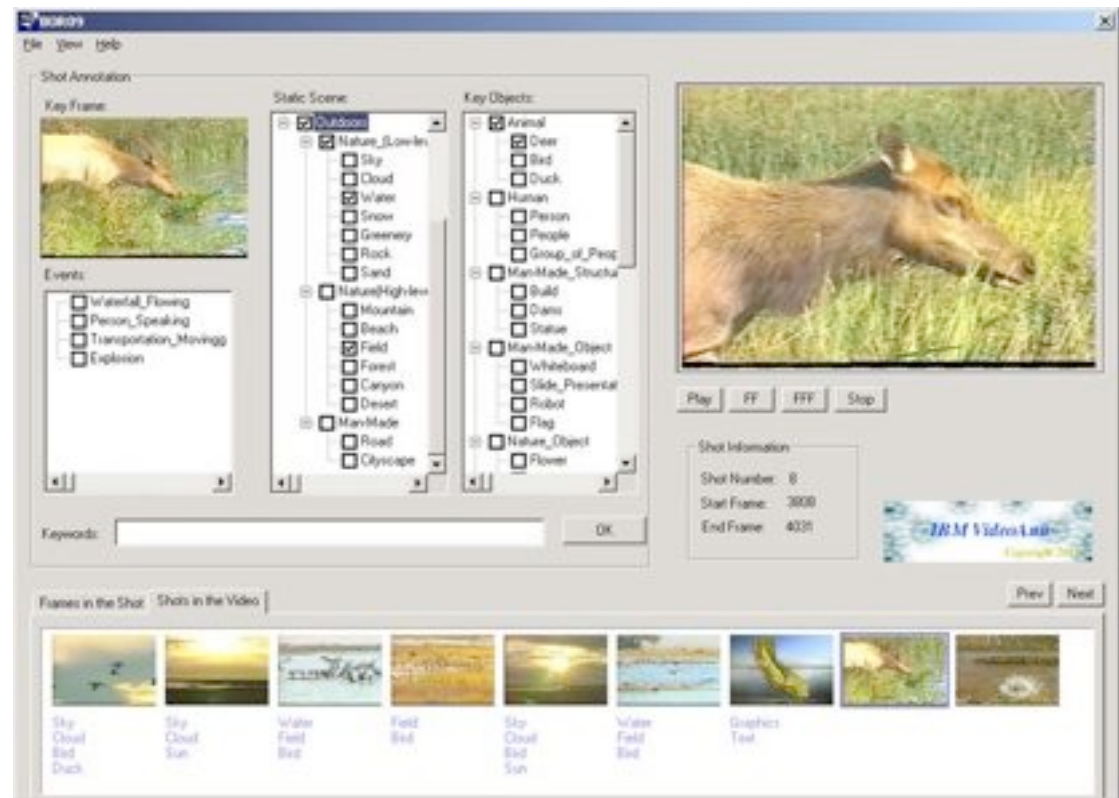 BOR09
File View Help
Shot Annotation
Key Frame:
Static Scene:
Key Objects:
Outdoors
Nature_(Low-lev
Sky
Cloud
Water
Snow
Greenery
Rock
Sand
Nature(High-lev
Mountain
Beach
Field
Forest
Canyon
Desert
Man-Made
Road
Cityscape
Animal
Deer
Bird
Duck
Human
Person
People
Group_of_Peop
Man-Made_Structu
Build
Dams
Statue
Man-Made_Object
Whiteboard
Slide_Presentat
Robot
Flag
Nature_Object
Flower
Events:
Waterfall_Flowing
Person_Speaking
Transportation_Movingg
Explosion
Keywords:
OK
Play FF FFF Stop
Shot Information
Shot Number: 8
Start Frame:
End Frame: 4031
IBM VideoAnn
Copyright
Frames in the Shot Shots in the Video
Prev Next
Sky
Cloud
Bird
Duck
Sky
Cloud
Sun
Water
Field
Bird
Field
Bird
Sky
Cloud
Bird
Sun
Water
Field
Bird
Graphics
Text